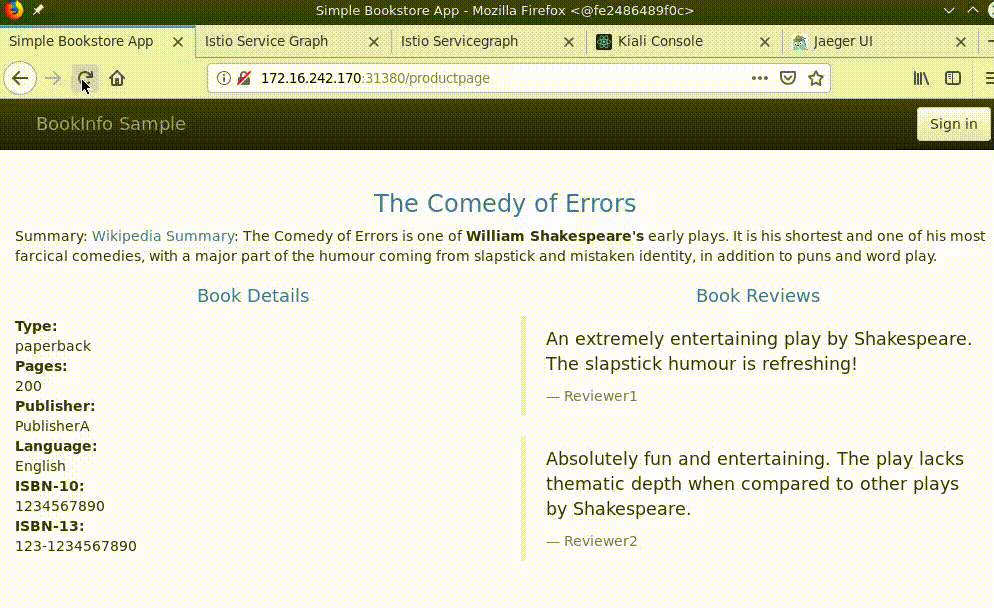 Simple Bookstore App - Mozilla Firefox <@fe2486489f0c>
Simple Bookstore App
Istio Service Graph
Istio Servicegraph
Kiali Console
Jaeger UI
172.16.242.170:31380/productpage
BookInfo Sample
Sign in
The Comedy of Errors
Summary: Wikipedia Summary: The Comedy of Errors is one of William Shakespeare's early plays. It is his shortest and one of his most
farcical comedies, with a major part of the humour coming from slapstick and mistaken identity, in addition to puns and word play.
Book Details
Type:
paperback
Pages:
200
Publisher:
PublisherA
Language:
English
ISBN-10:
1234567890
ISBN-13:
123-1234567890
Book Reviews
An extremely entertaining play by Shakespeare.
The slapstick humour is refreshing!
— Reviewer1
Absolutely fun and entertaining. The play lacks
thematic depth when compared to other plays
by Shakespeare.
— Reviewer2